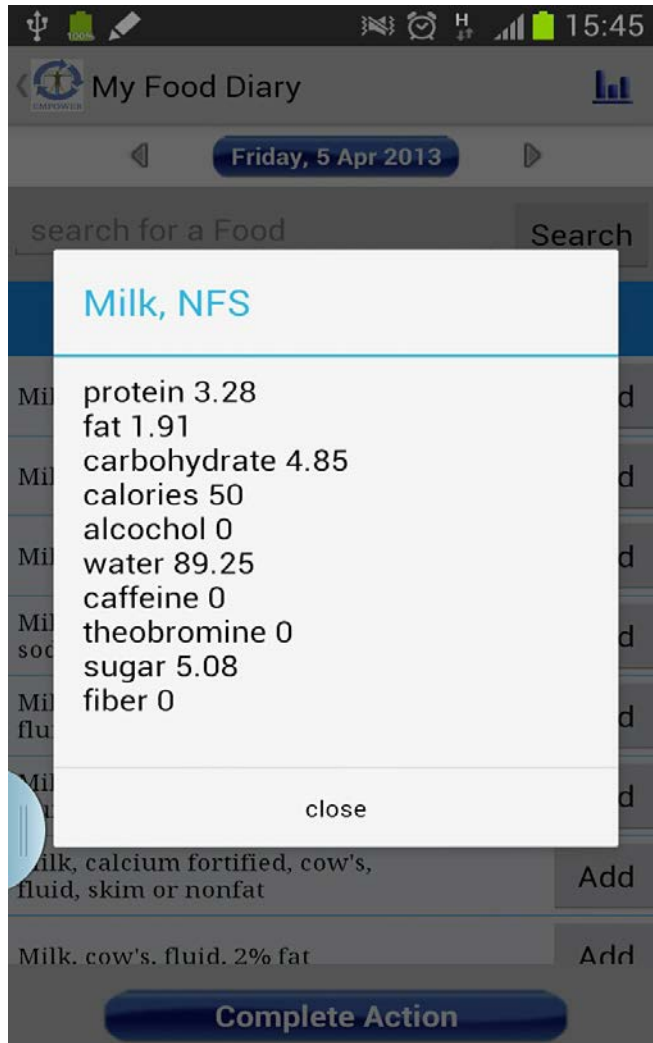 100%
H
15:45
EMPOWER
My Food Diary
Friday, 5 Apr 2013
search for a Food
Search
Milk, NFS
protein 3.28
fat 1.91
carbohydrate 4.85
calories 50
alcochol 0
water 89.25
caffeine 0
theobromine 0
sugar 5.08
fiber 0
close
Milk, calcium fortified, cow's,
fluid, skim or nonfat
Add
Milk, cow's, fluid, 2% fat
Add
Complete Action